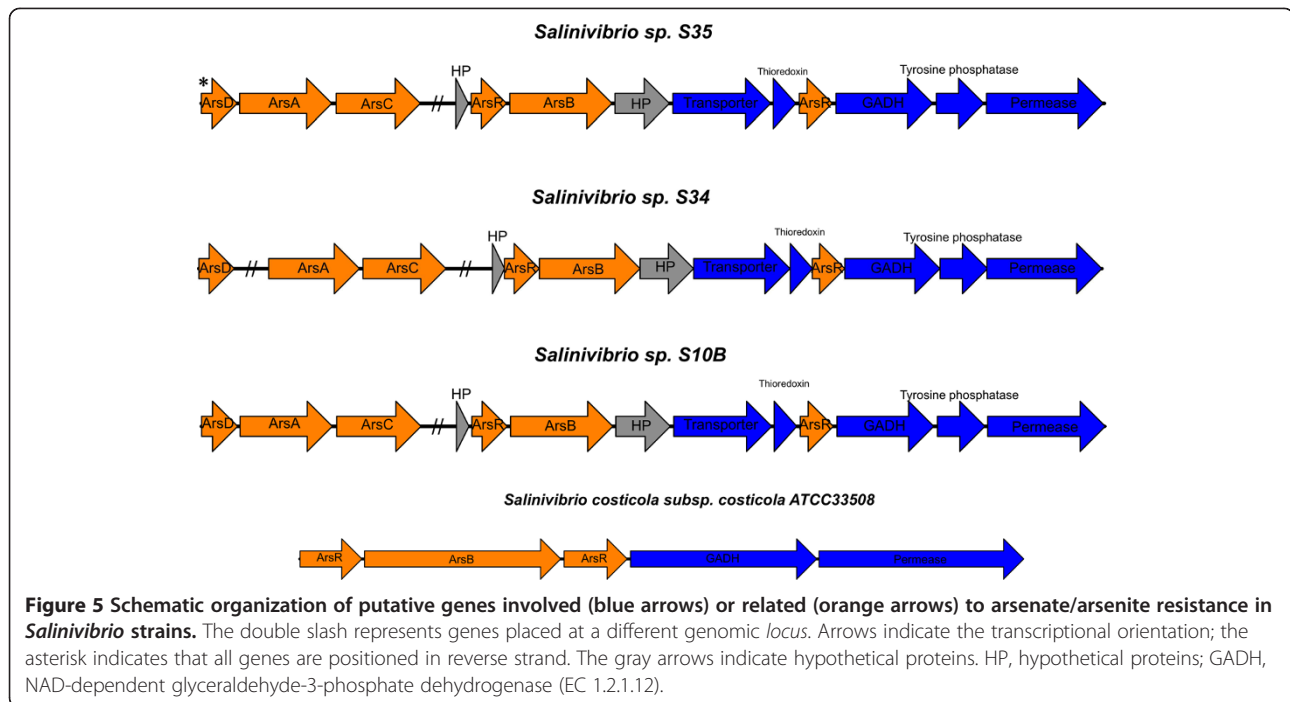 Salinivibrio sp. S35
HP
Thioredoxin
Tyrosine phosphatase
*
ArsD ArsA ArsC // ArsR ArsB HP Transporter ArsR GADH Permease
Salinivibrio sp. S34
HP
Thioredoxin
Tyrosine phosphatase
ArsD // ArsA ArsC // ArsR ArsB HP Transporter ArsR GADH Permease
Salinivibrio sp. S10B
HP
Thioredoxin
Tyrosine phosphatase
ArsD ArsA ArsC // ArsR ArsB HP Transporter ArsR GADH Permease
Salinivibrio costicola subsp. costicola ATCC33508
ArsR ArsB ArsR GADH Permease
Figure 5 Schematic organization of putative genes involved (blue arrows) or related (orange arrows) to arsenate/arsenite resistance in
Salinivibrio strains. The double slash represents genes placed at a different genomic locus. Arrows indicate the transcriptional orientation; the
asterisk indicates that all genes are positioned in reverse strand. The gray arrows indicate hypothetical proteins. HP, hypothetical proteins; GADH,
NAD-dependent glyceraldehyde-3-phosphate dehydrogenase (EC 1.2.1.12).